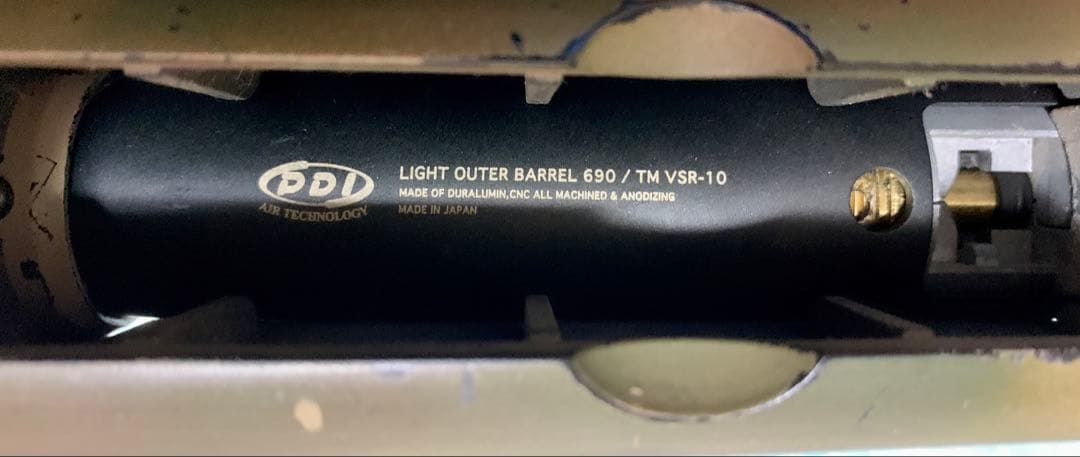 PDI
AIR TECHNOLOGY
LIGHT OUTER BARREL 690 / TM VSR-10
MADE OF DURALUMIN,CNC ALL MACHINED & ANODIZING
MADE IN JAPAN